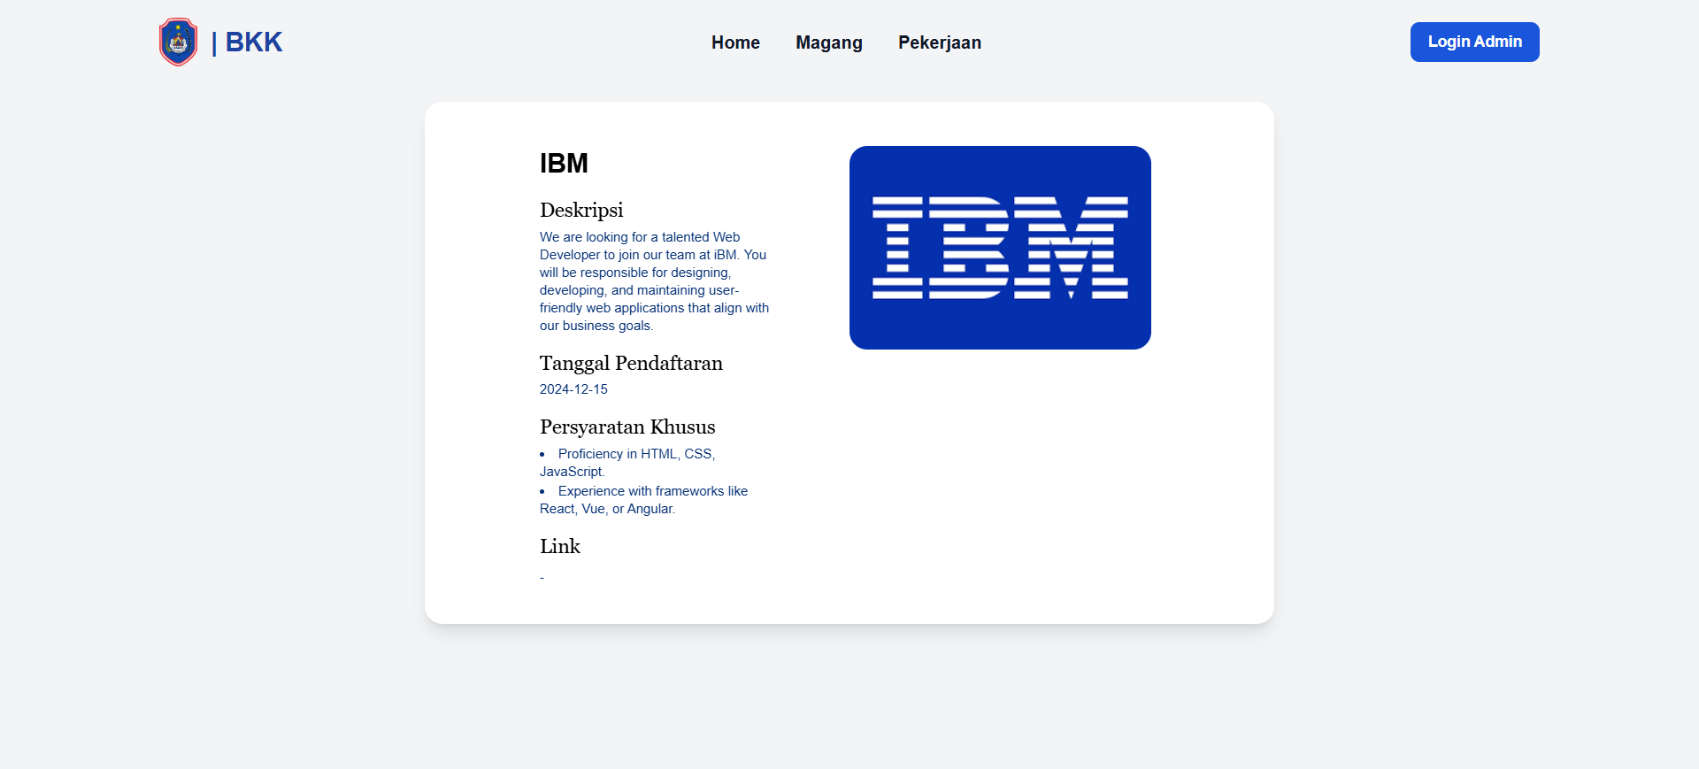 | BKK
Home
Magang
Pekerjaan
Login Admin
IBM
Deskripsi
We are looking for a talented Web
Developer to join our team at iBM. You
will be responsible for designing,
developing, and maintaining user-
friendly web applications that align with
our business goals.
Tanggal Pendaftaran
2024-12-15
Persyaratan Khusus
• Proficiency in HTML, CSS,
JavaScript.
• Experience with frameworks like
React, Vue, or Angular.
Link
-
IBM